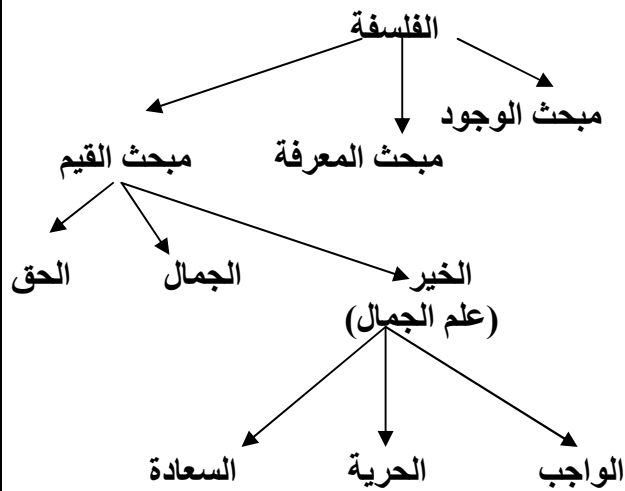 الفلسفة
مبحث الوجود
مبحث المعرفة
مبحث القيم
الخير
الجمال
الحق
(علم الجمال)
الواجب
الحرية
السعادة